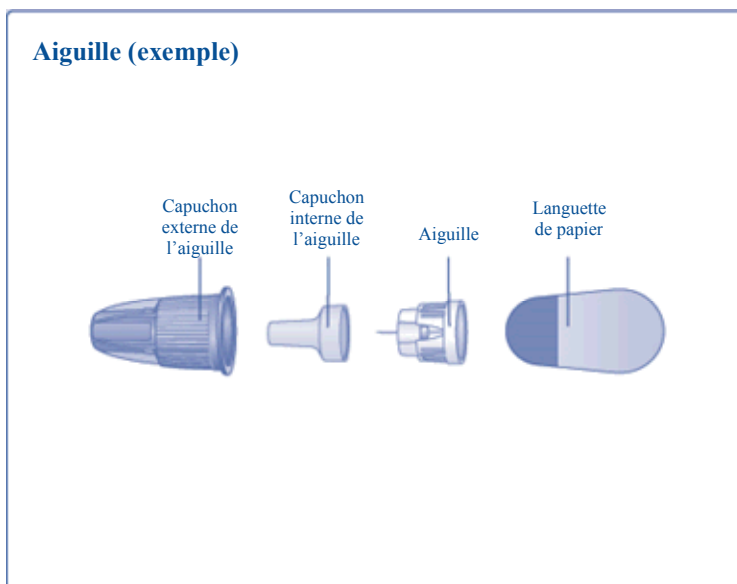 Aiguille (exemple)
Capuchon
externe de
l’aiguille
Capuchon
interne de
l’aiguille
Aiguille
Languette
de papier